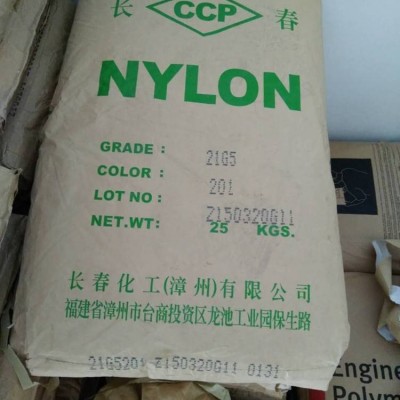 长 CCP 春
NYLON
GRADE : 21G5
COLOR : 201
LOT NO : Z150320G11
NET.WT: 25 KGS.
长春化工(漳州)有限公司
福建省漳州市台商投资区龙池工业园保生路
21G5201 Z150320G11 0131
Engine
Polym